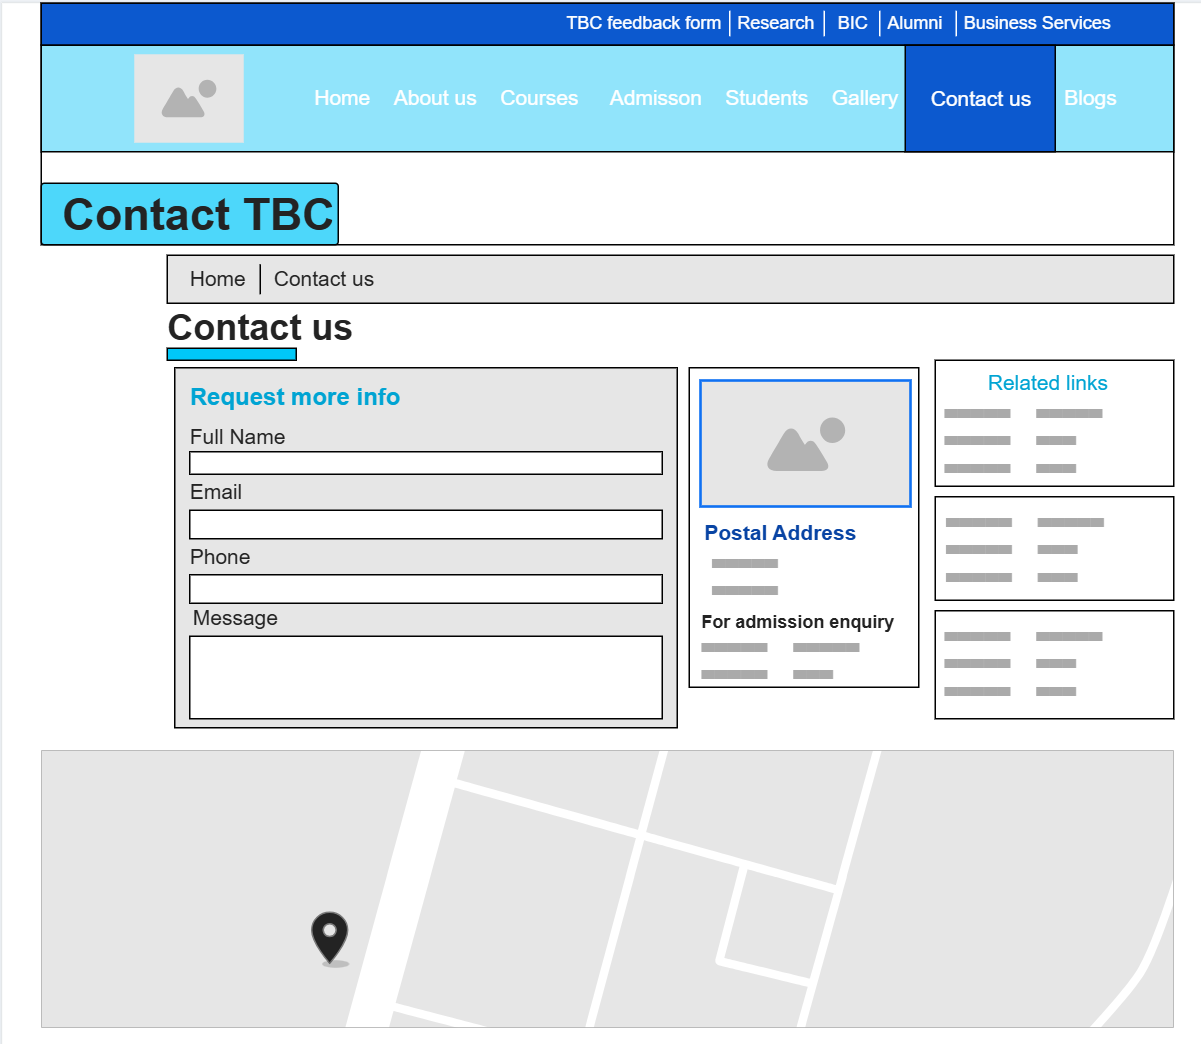 TBC feedback form Research BIC Alumni Business Services
Home About us Courses Admisson Students Gallery Contact us Blogs
Contact TBC
Home Contact us
Contact us
Request more info
Full Name
Email
Phone
Message
Postal Address
For admission enquiry
Related links